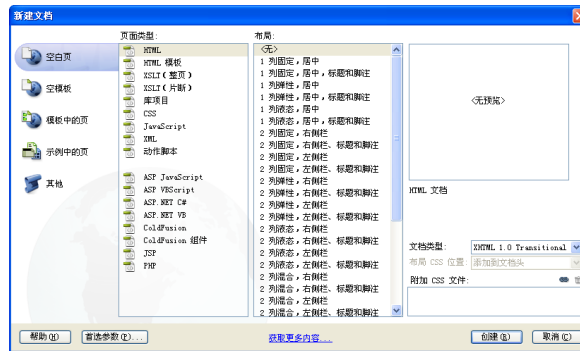 新建文档
页面类型:
布局:
空白页
空模板
模板中的页
示例中的页
其他
HTML
HTML 模板
XSLT(整页)
XSLT(片断)
库项目
CSS
JavaScript
XML
动作脚本
ASP JavaScript
ASP VBScript
ASP.NET C#
ASP.NET VB
ColdFusion
ColdFusion 组件
JSP
PHP
<无>
1 列固定,居中
1 列固定,居中,标题和脚注
1 列弹性,居中
1 列弹性,居中,标题和脚注
1 列液态,居中
1 列液态,居中,标题和脚注
2 列固定,右侧栏
2 列固定,右侧栏、标题和脚注
2 列固定,左侧栏
2 列固定,左侧栏、标题和脚注
2 列弹性,右侧栏
2 列弹性,右侧栏、标题和脚注
2 列弹性,左侧栏
2 列弹性,左侧栏、标题和脚注
2 列液态,右侧栏
2 列液态,右侧栏、标题和脚注
2 列液态,左侧栏
2 列液态,左侧栏、标题和脚注
2 列混合,右侧栏
2 列混合,右侧栏、标题和脚注
2 列混合,左侧栏
2 列混合,左侧栏、标题和脚注
<无预览>
HTML 文档
文档类型: XHTML 1.0 Transitional
布局 CSS 位置: 添加到文档头
附加 CSS 文件:
帮助(H)
首选参数(P)...
获取更多内容...
创建(R)
取消(C)